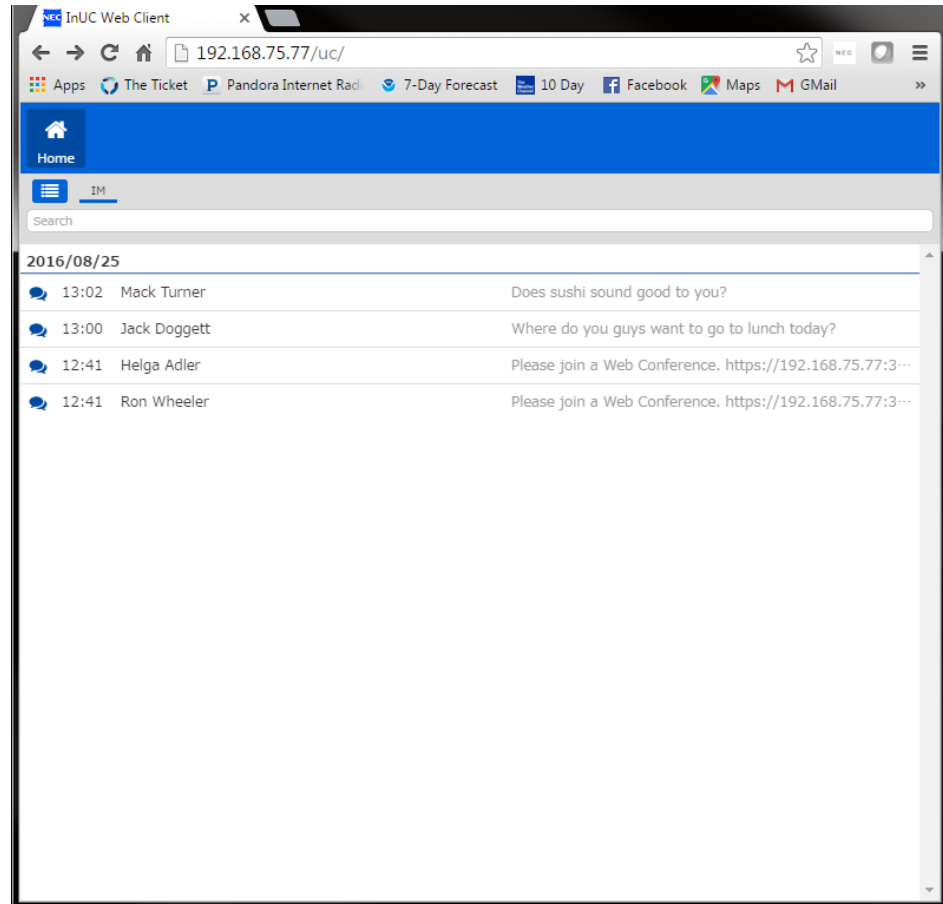 NEC InUC Web Client
192.168.75.77/uc/ NEC
Apps The Ticket P Pandora Internet Radi 7-Day Forecast 10 Day Facebook Maps GMail »
Home
IM
Search
2016/08/25
13:02 Mack Turner Does sushi sound good to you?
13:00 Jack Doggett Where do you guys want to go to lunch today?
12:41 Helga Adler Please join a Web Conference. https://192.168.75.77:3···
12:41 Ron Wheeler Please join a Web Conference. https://192.168.75.77:3···